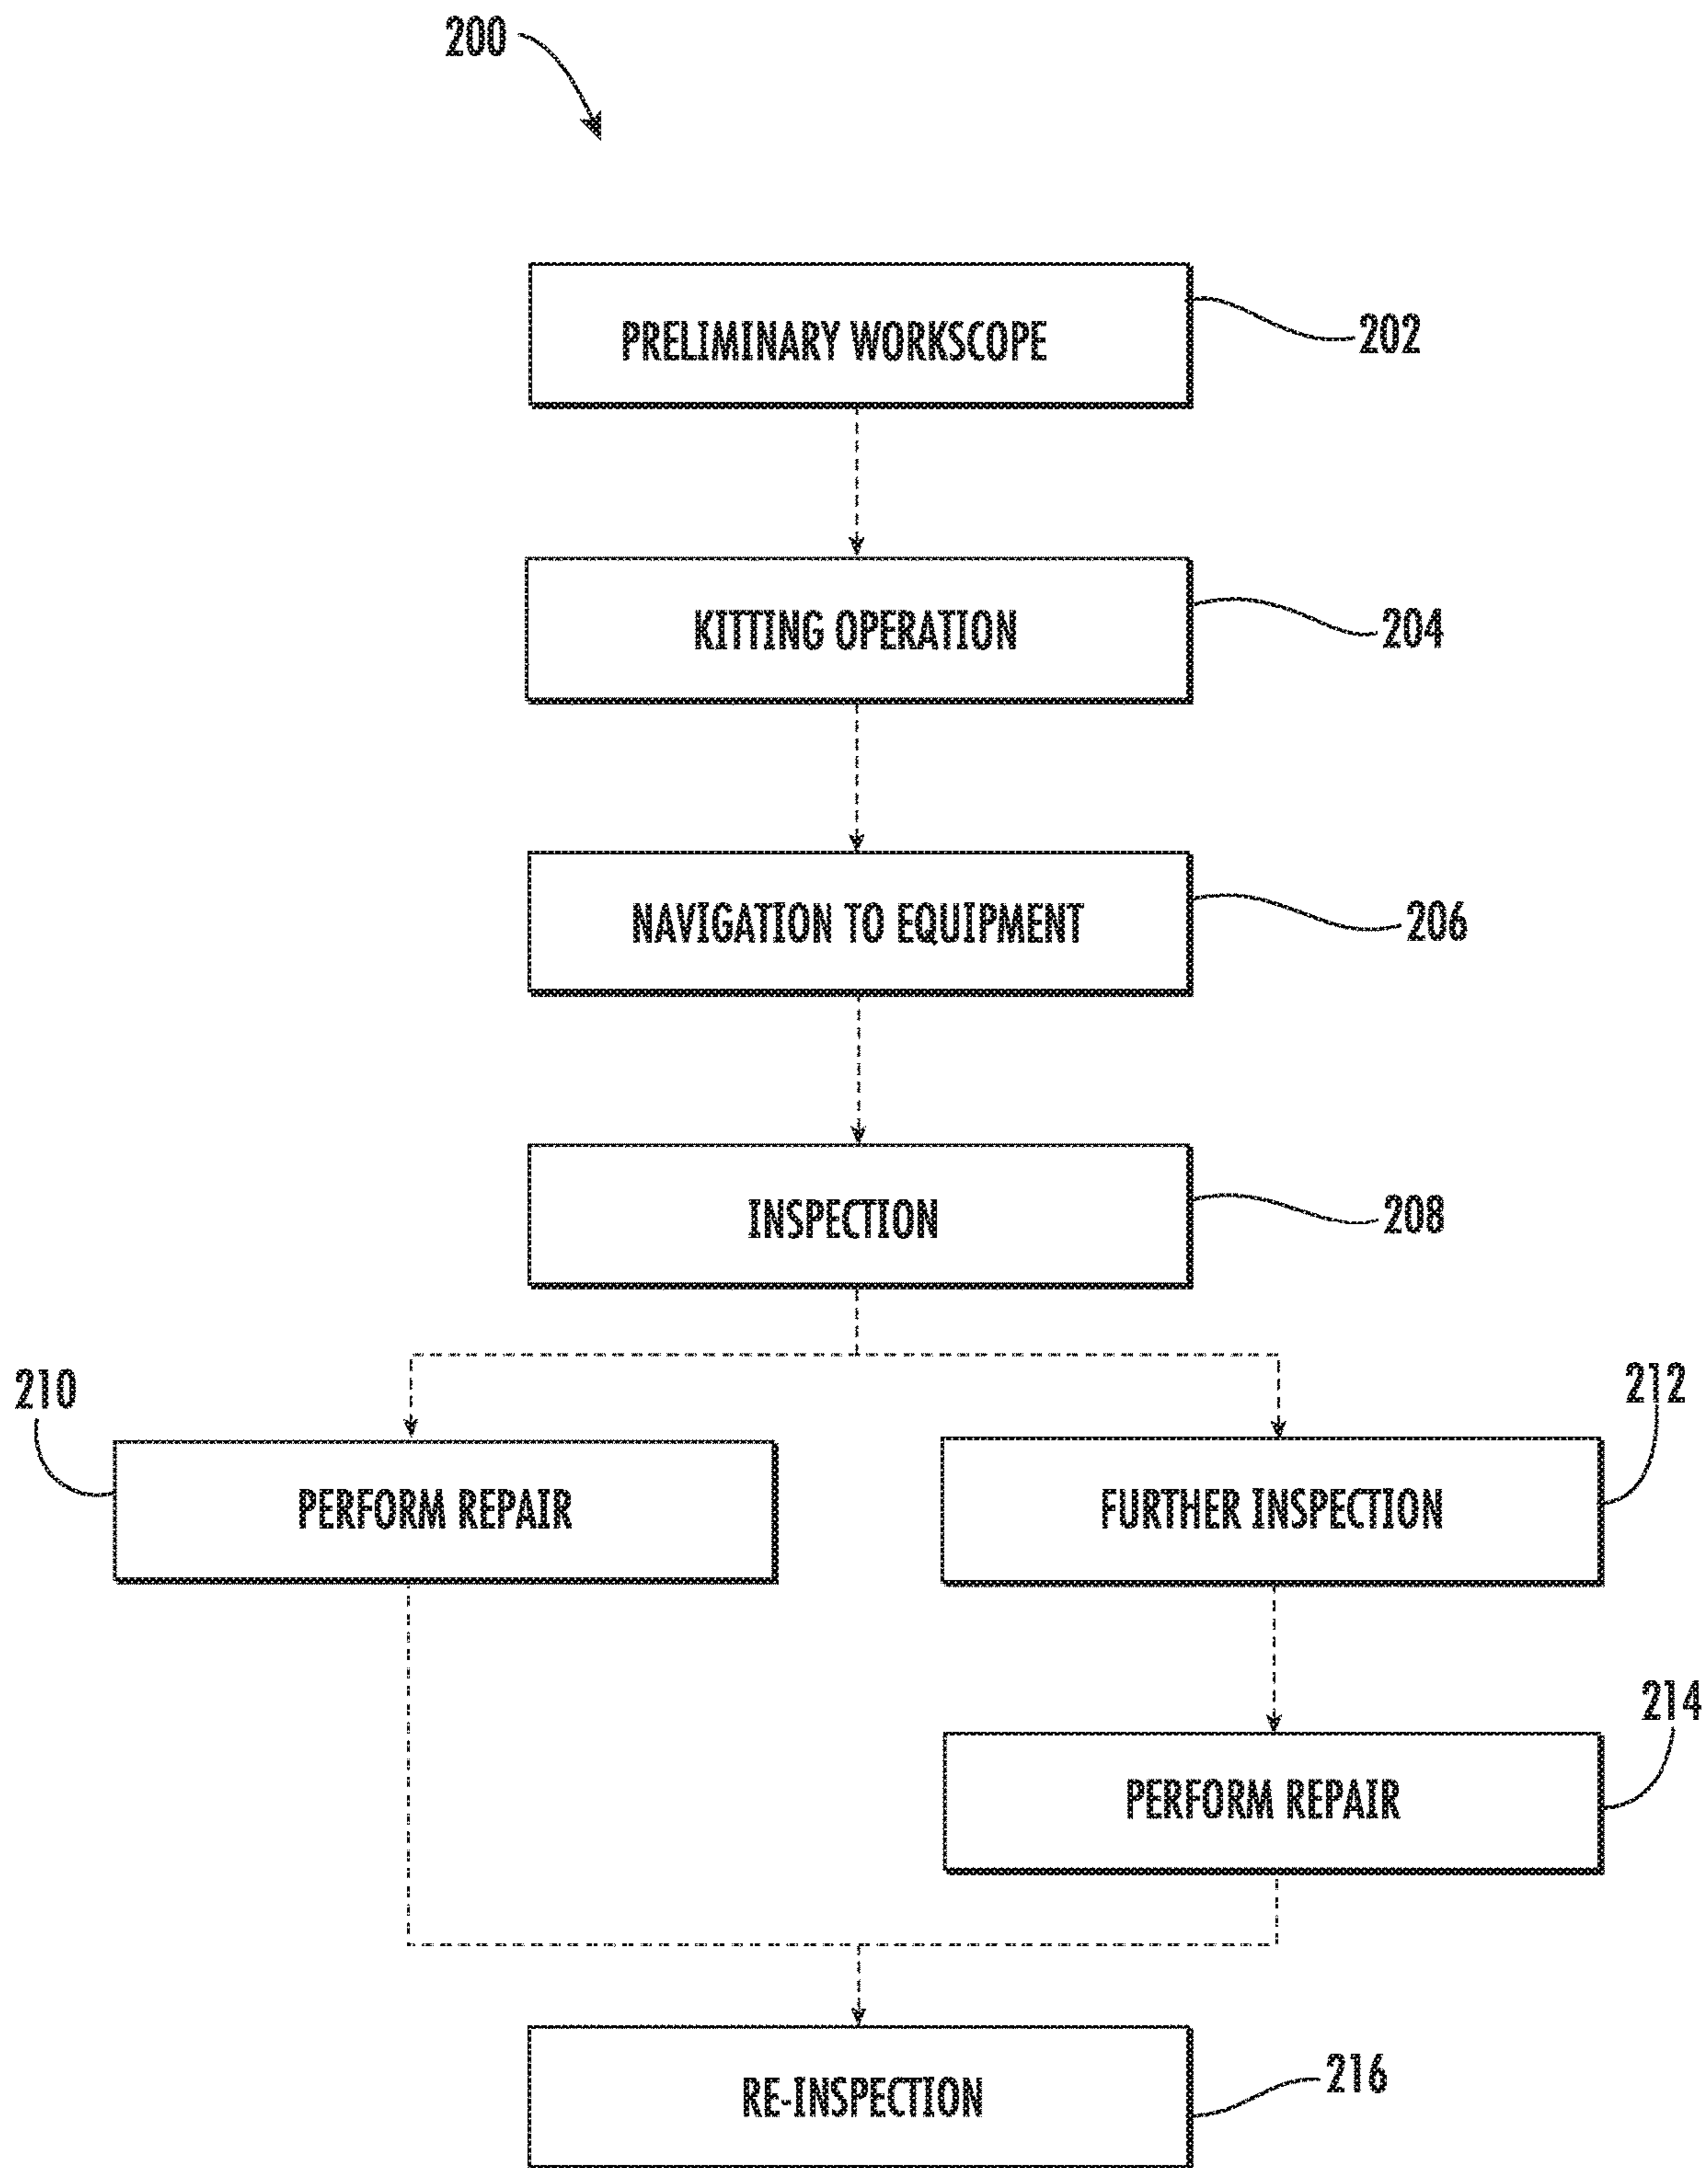 200
PRELIMINARY WORKSCOPE
202
KITTING OPERATION
204
NAVIGATION TO EQUIPMENT
206
INSPECTION
208
210
212
PERFORM REPAIR
FURTHER INSPECTION
214
PERFORM REPAIR
RE-INSPECTION
216